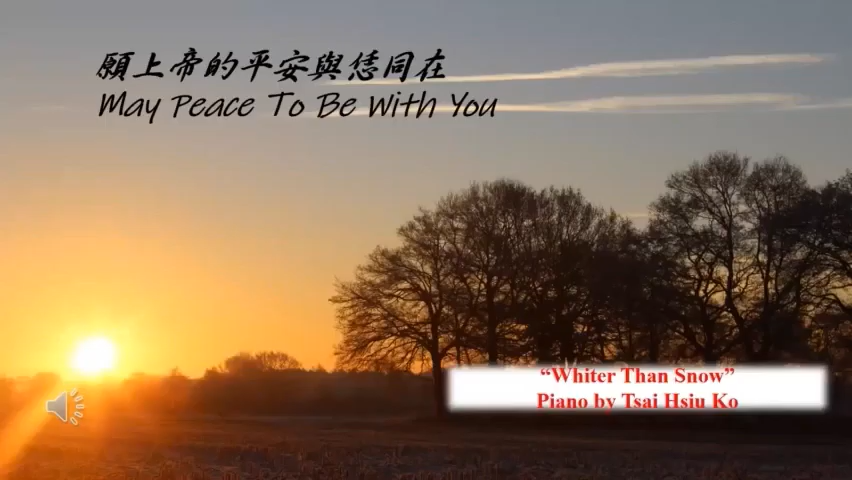 願上帝的平安與恁同在
May Peace To Be With You
“Whiter Than Snow”
Piano by Tsai Hsiu Ko